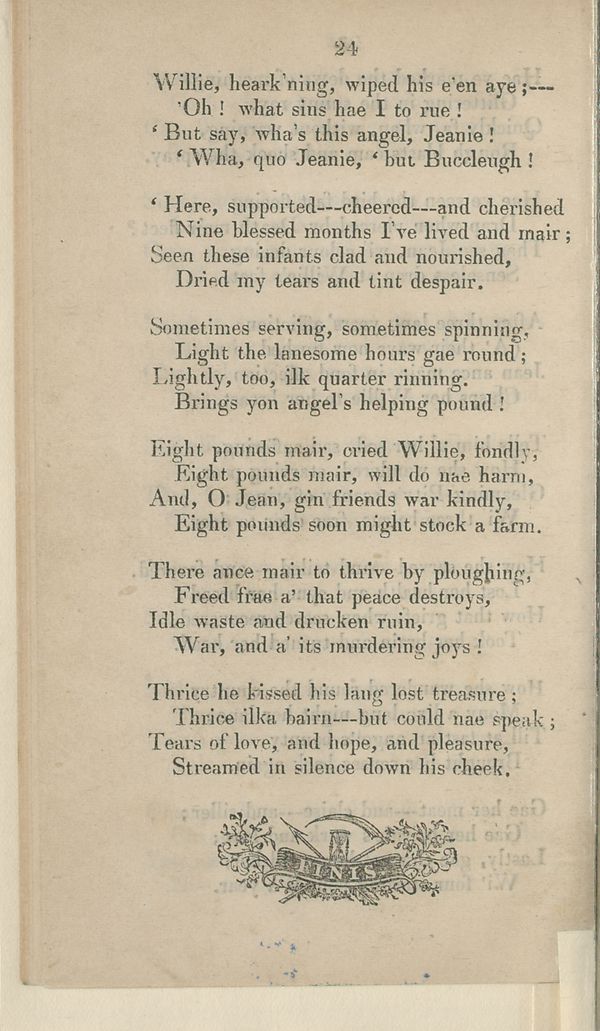 24
Willie, heark'ning, wiped his e'en aye ;---
'Oh ! what sins hae I to rue !
‘ But say, wha's this angel, Jeanie !
‘ Wha, quo Jeanie, ‘ but Buccleugh !
‘ Here, supported---cheered---and cherished
Nine blessed months I've lived and mair ;
Seen these infants clad and nourished,
Dried my tears and tint despair.
Sometimes serving, sometimes spinning,
Light the lanesome hours gae round ;
Lightly, too, ilk quarter rinning.
Brings yon angel's helping pound !
Eight pounds mair, cried Willie, fondly,
Eight pounds mair, will do nae harm,
And, O Jean, gin friends war kindly,
Eight pounds soon might stock a farm.
There ance mair to thrive by ploughing,
Freed frae a' that peace destroys,
Idle waste and drucken ruin,
War, and a' its murdering joys !
Thrice he kissed his lang lost treasure ;
Thrice ilka bairn---but could nae speak ;
Tears of love, and hope, and pleasure,
Streamed in silence down his cheek.
FINIS